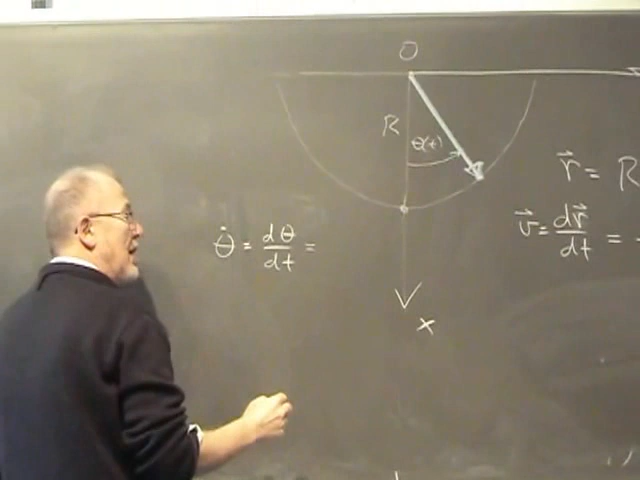 O
R
θ(t)
r⃗ = R
v⃗ = dr⃗/dt = -
θ̇ = dθ/dt =
x